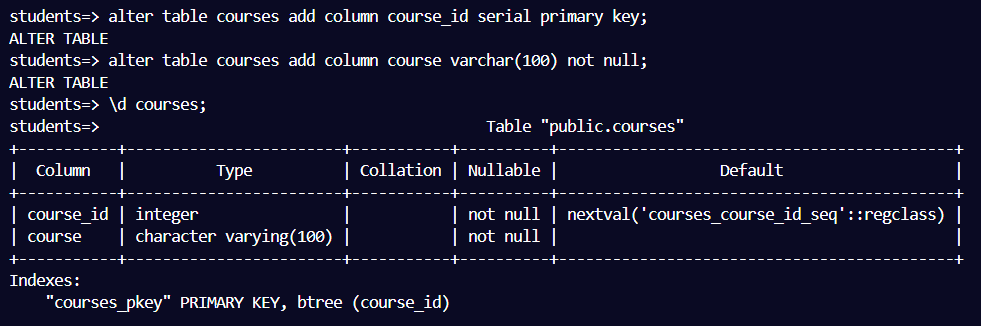 students=> alter table courses add column course_id serial primary key;
ALTER TABLE
students=> alter table courses add column course varchar(100) not null;
ALTER TABLE
students=> \d courses;
students=>                                                Table "public.courses"
+-----------+------------------------+-----------+----------+--------------------------------------------+
|  Column   |          Type          | Collation | Nullable |                  Default                   |
+-----------+------------------------+-----------+----------+--------------------------------------------+
| course_id | integer                |           | not null | nextval('courses_course_id_seq'::regclass) |
| course    | character varying(100) |           | not null |                                            |
+-----------+------------------------+-----------+----------+--------------------------------------------+
Indexes:
    "courses_pkey" PRIMARY KEY, btree (course_id)